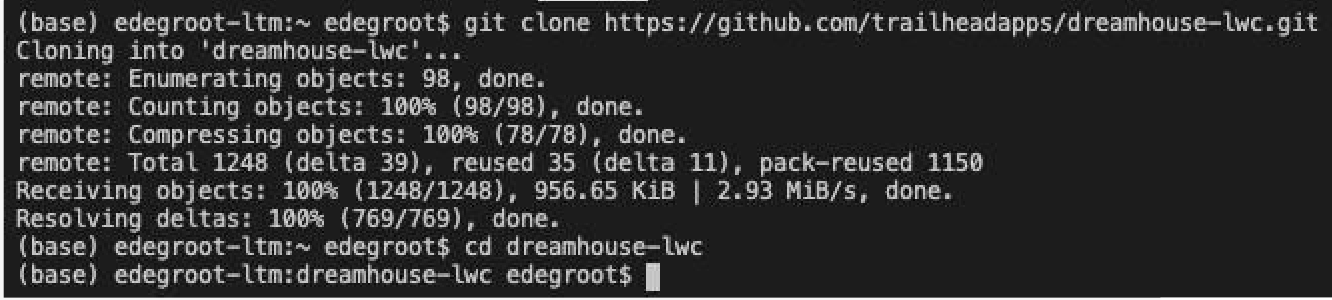 (base) edegroot-ltm:~ edegroot$ git clone https://github.com/trailheadapps/dreamhouse-lwc.git
Cloning into 'dreamhouse-lwc'...
remote: Enumerating objects: 98, done.
remote: Counting objects: 100% (98/98), done.
remote: Compressing objects: 100% (78/78), done.
remote: Total 1248 (delta 39), reused 35 (delta 11), pack-reused 1150
Receiving objects: 100% (1248/1248), 956.65 KiB | 2.93 MiB/s, done.
Resolving deltas: 100% (769/769), done.
(base) edegroot-ltm:~ edegroot$ cd dreamhouse-lwc
(base) edegroot-ltm:dreamhouse-lwc edegroot$